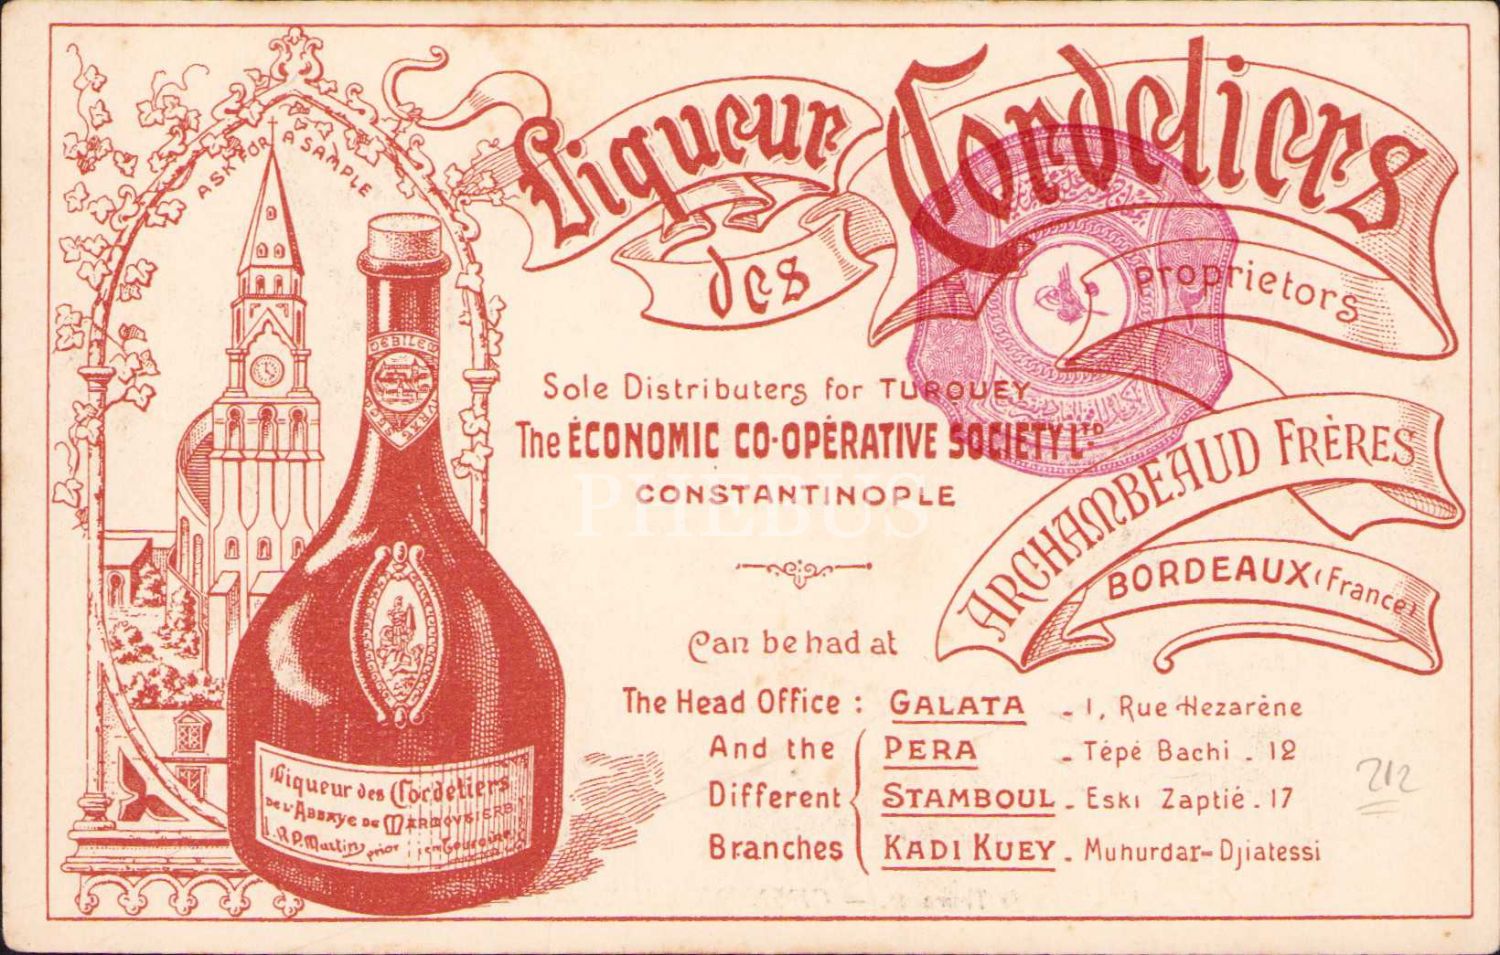 ASK FOR A SAMPLE
Liqueur
des
Cordeliers
Proprietors
ARCHAMBEAUD FRÈRES
BORDEAUX (France)
Sole Distributers for TURQUEY
The ÉCONOMIC CO-OPÉRATIVE SOCIETY LTD
CONSTANTINOPLE
PHEBUS
Can be had at
The Head Office : GALATA - 1, Rue Hezarène
And the PERA - Tépé Bachi - 12
Different STAMBOUL - Eski Zaptié - 17
Branches KADI KUEY - Muhurdar-Djiatessi
212
Liqueur des Cordeliers
DE L'ABBAYE DE
R.P. Martin prior en Touraine